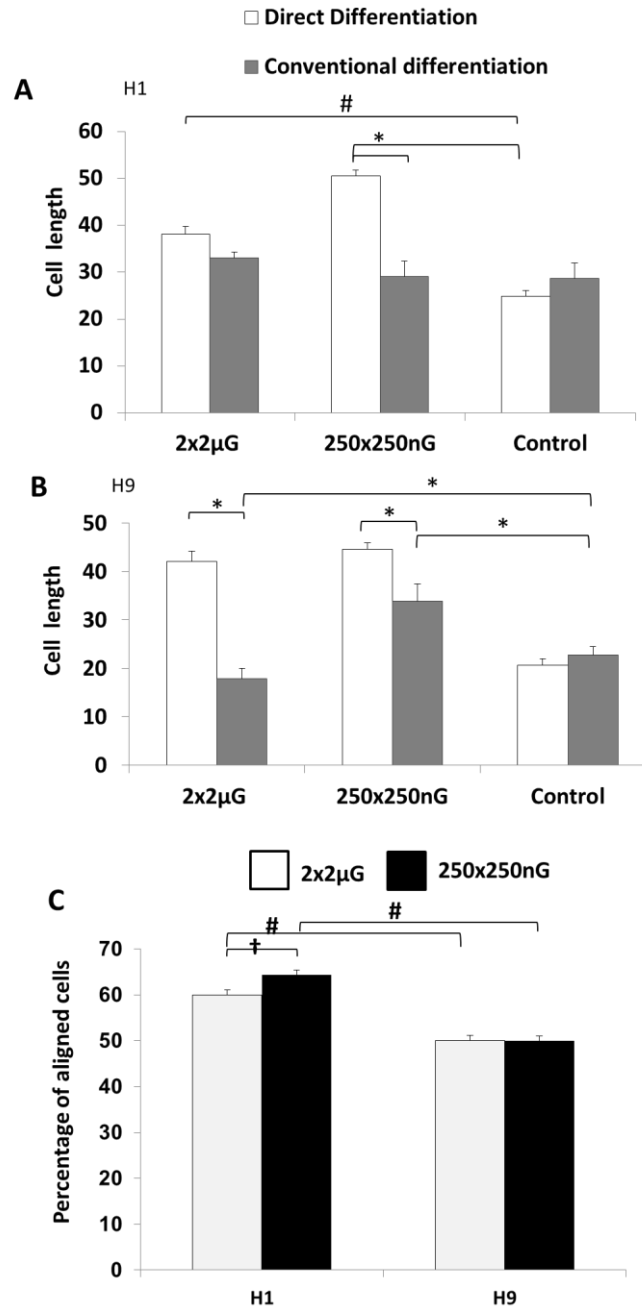 Direct Differentiation
Conventional differentiation
A
H1
#
*
60
50
40
30
20
10
0
Cell length
2x2µG
250x250nG
Control
B
H9
*
*
*
*
50
40
30
20
10
0
Cell length
2x2µG
250x250nG
Control
2x2µG
250x250nG
C
#
#
†
70
60
50
40
30
20
10
0
Percentage of aligned cells
H1
H9